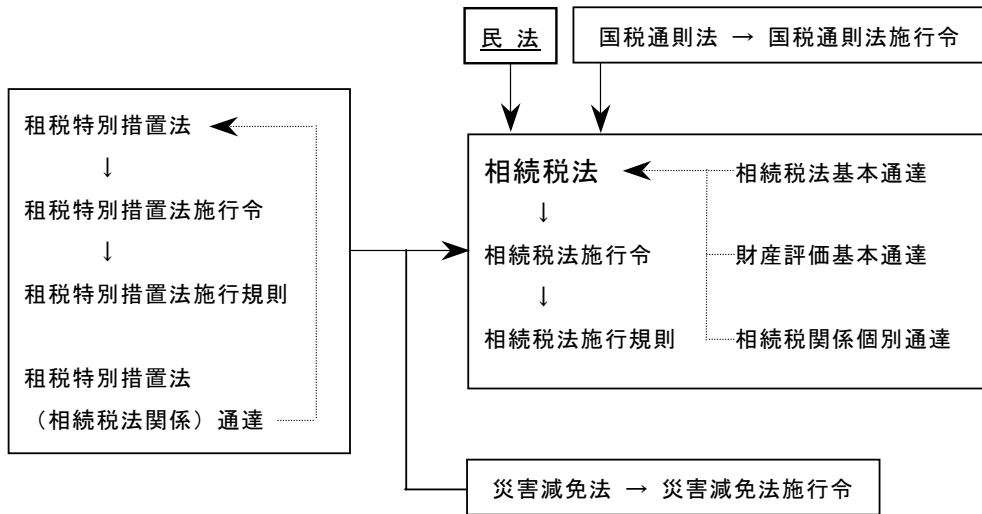 民 法
国税通則法 → 国税通則法施行令
租税特別措置法
↓
租税特別措置法施行令
↓
租税特別措置法施行規則
租税特別措置法
（相続税法関係）通達
相続税法
↓
相続税法施行令
↓
相続税法施行規則
相続税法基本通達
財産評価基本通達
相続税関係個別通達
災害減免法 → 災害減免法施行令